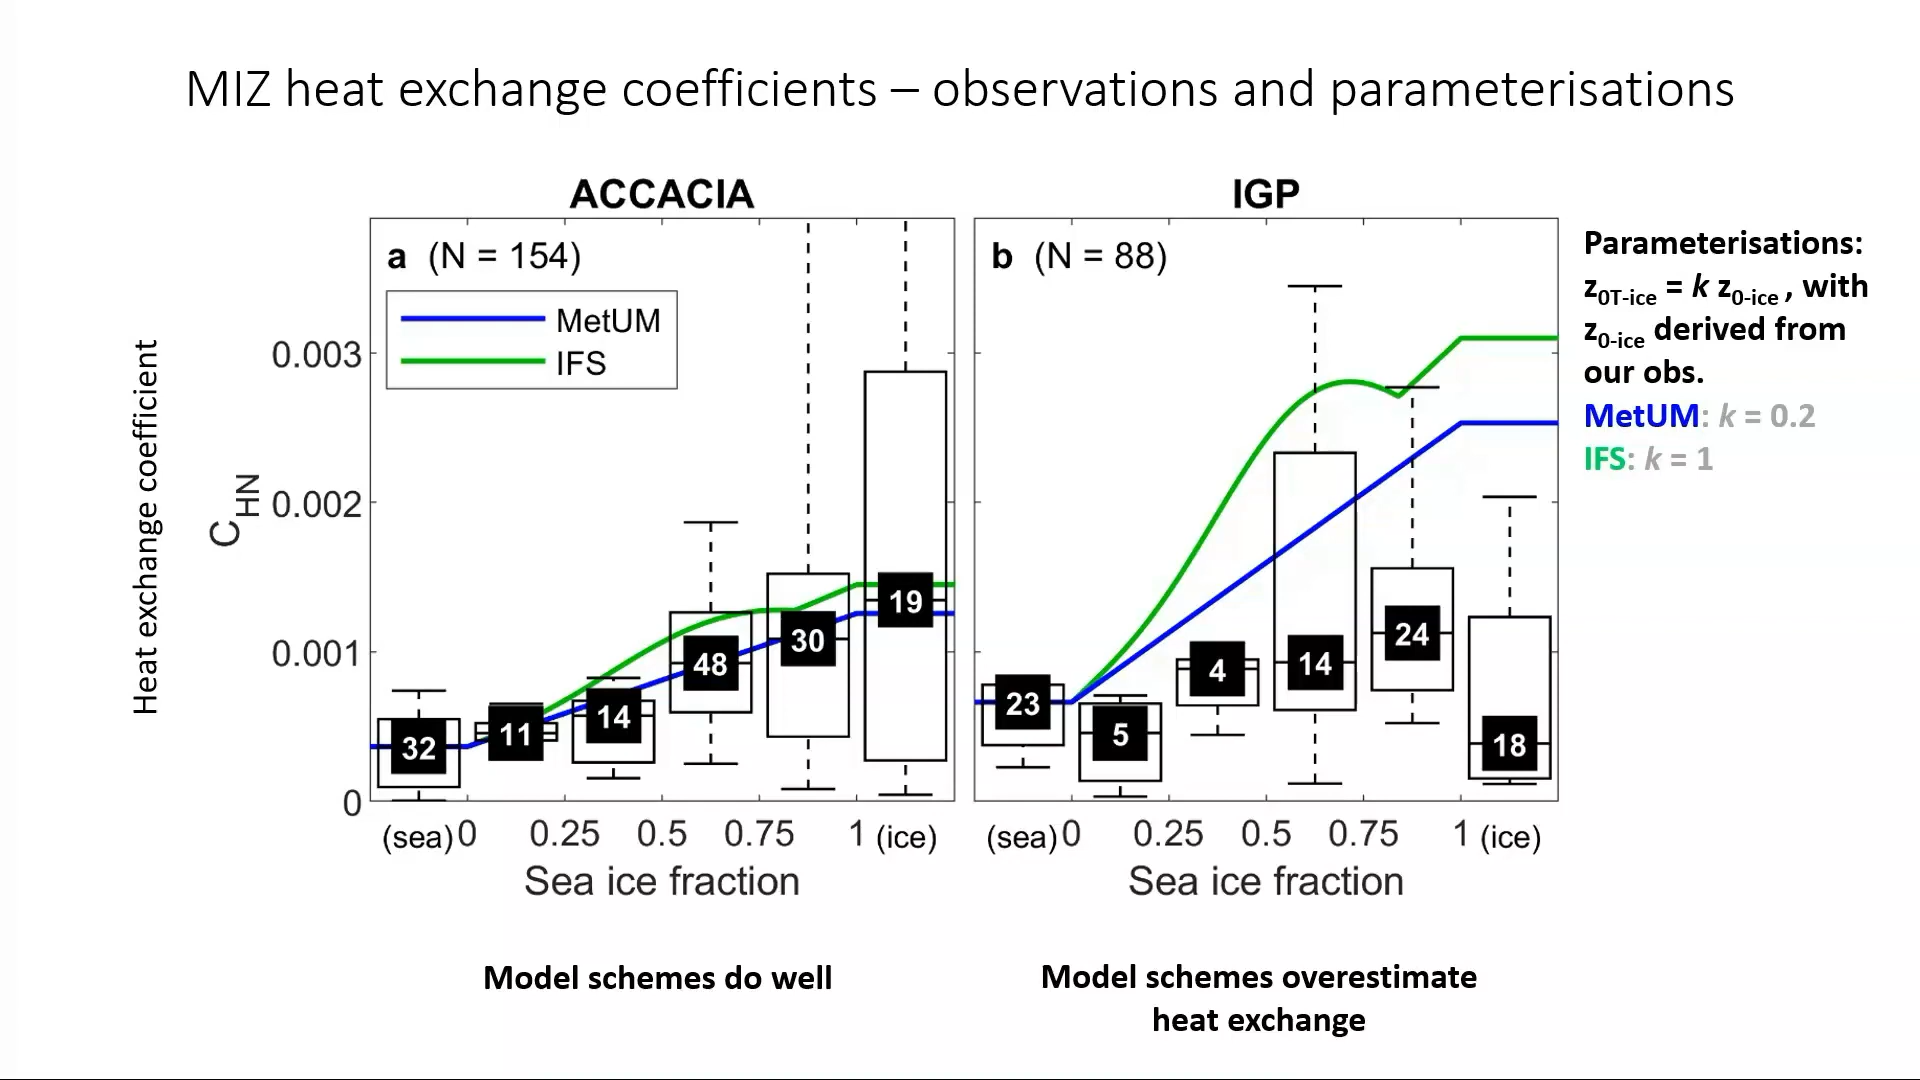 MIZ heat exchange coefficients – observations and parameterisations
ACCACIA
a (N = 154)
MetUM
IFS
Heat exchange coefficient
C_HN
0.003
0.002
0.001
0
32
11
14
48
30
19
(sea) 0 0.25 0.5 0.75 1 (ice)
Sea ice fraction
IGP
b (N = 88)
23
5
4
14
24
18
(sea) 0 0.25 0.5 0.75 1 (ice)
Sea ice fraction
Parameterisations:
z0T-ice = k z0-ice , with
z0-ice derived from
our obs.
MetUM: k = 0.2
IFS: k = 1
Model schemes do well
Model schemes overestimate
heat exchange